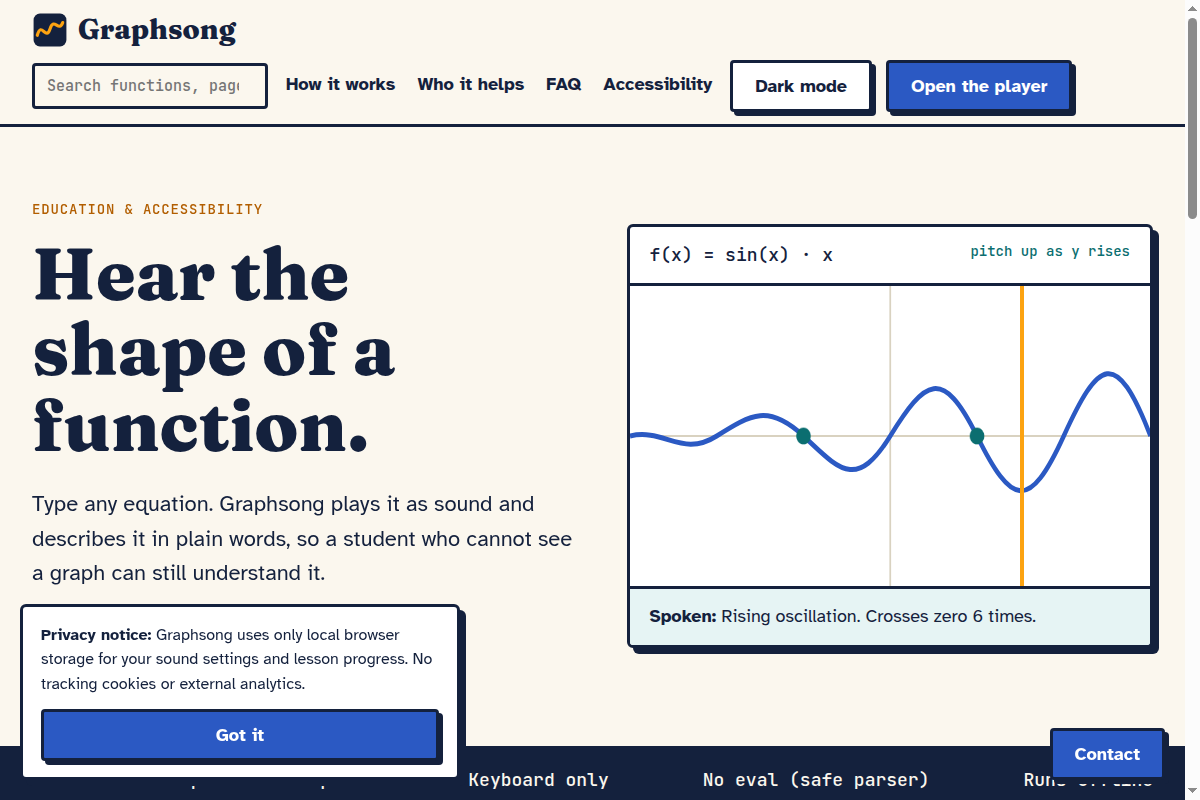 Graphsong
Search functions, pag
How it works
Who it helps
FAQ
Accessibility
Dark mode
Open the player
EDUCATION & ACCESSIBILITY
Hear the
shape of a
function.
Type any equation. Graphsong plays it as sound and
describes it in plain words, so a student who cannot see
a graph can still understand it.
f(x) = sin(x) · x
pitch up as y rises
Spoken: Rising oscillation. Crosses zero 6 times.
Privacy notice: Graphsong uses only local browser
storage for your sound settings and lesson progress. No
tracking cookies or external analytics.
Got it
Keyboard only
No eval (safe parser)
Contact